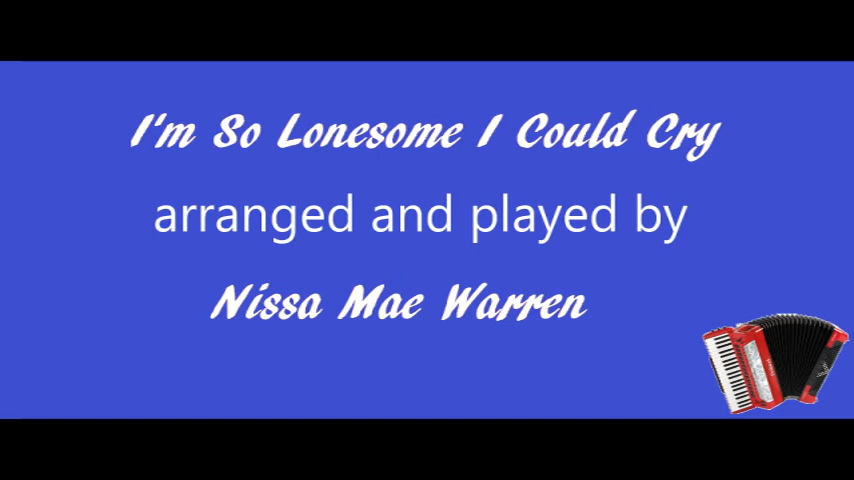 I'm So Lonesome I Could Cry
arranged and played by
Nissa Mae Warren